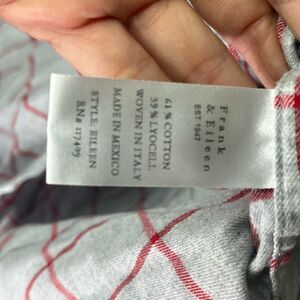 Frank
& Eileen
EST 1947
61% COTTON
39% LYOCELL
WOVEN IN ITALY
MADE IN MEXICO
STYLE: EILEEN
RN# 117409